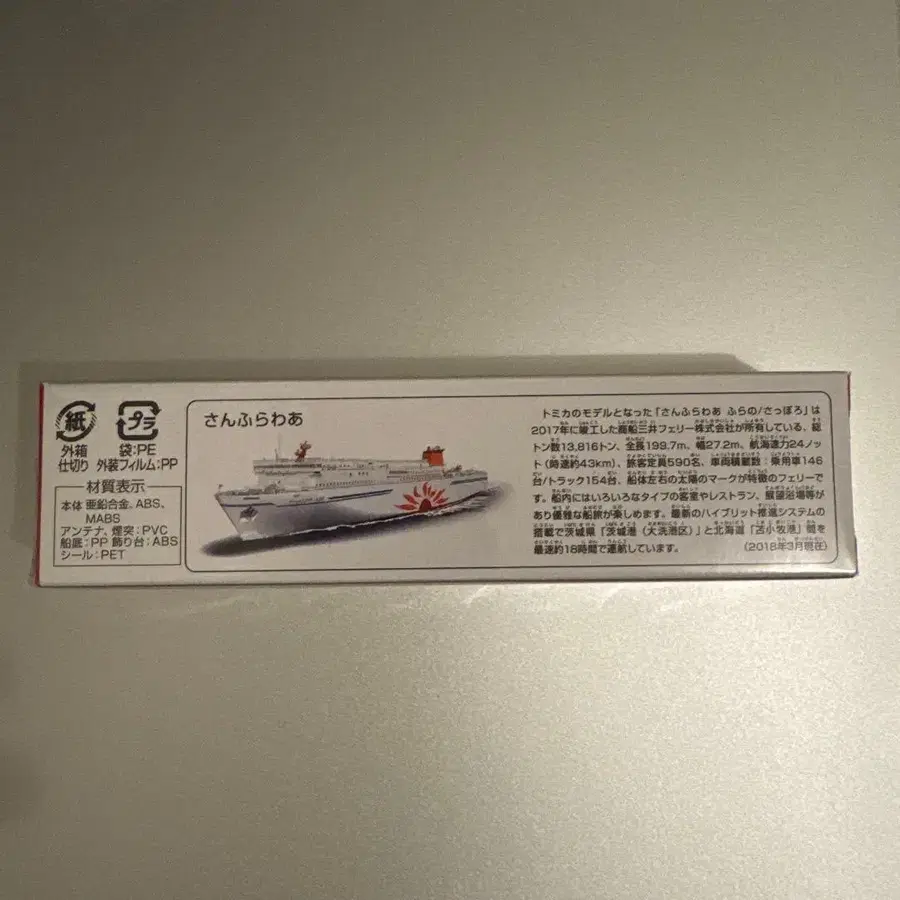 紙
プラ
外箱
仕切り
袋:PE
外装フィルム:PP
材質表示
本体 亜鉛合金、ABS、
MABS
アンテナ、煙突:PVC
船底:PP 飾り台:ABS
シール:PET
さんふらわあ
トミカのモデルとなった「さんふらわあ ふらの/さっぽろ」は
2017年に竣工した商船三井フェリー株式会社が所有している、総
トン数13,816トン、全長199.7m、幅27.2m、航海速力24ノッ
ト(時速約43km)、旅客定員590名、車両積載数:乗用車146
台/トラック154台、船体左右の太陽のマークが特徴のフェリーで
す。船内にはいろいろなタイプの客室やレストラン、展望浴場等が
あり優雅な船旅が楽しめます。最新のハイブリット推進システムの
搭載で茨城県「茨城港(大洗港区)」と北海道「苫小牧港」間を
最速約18時間で運航しています。
(2018年3月現在)